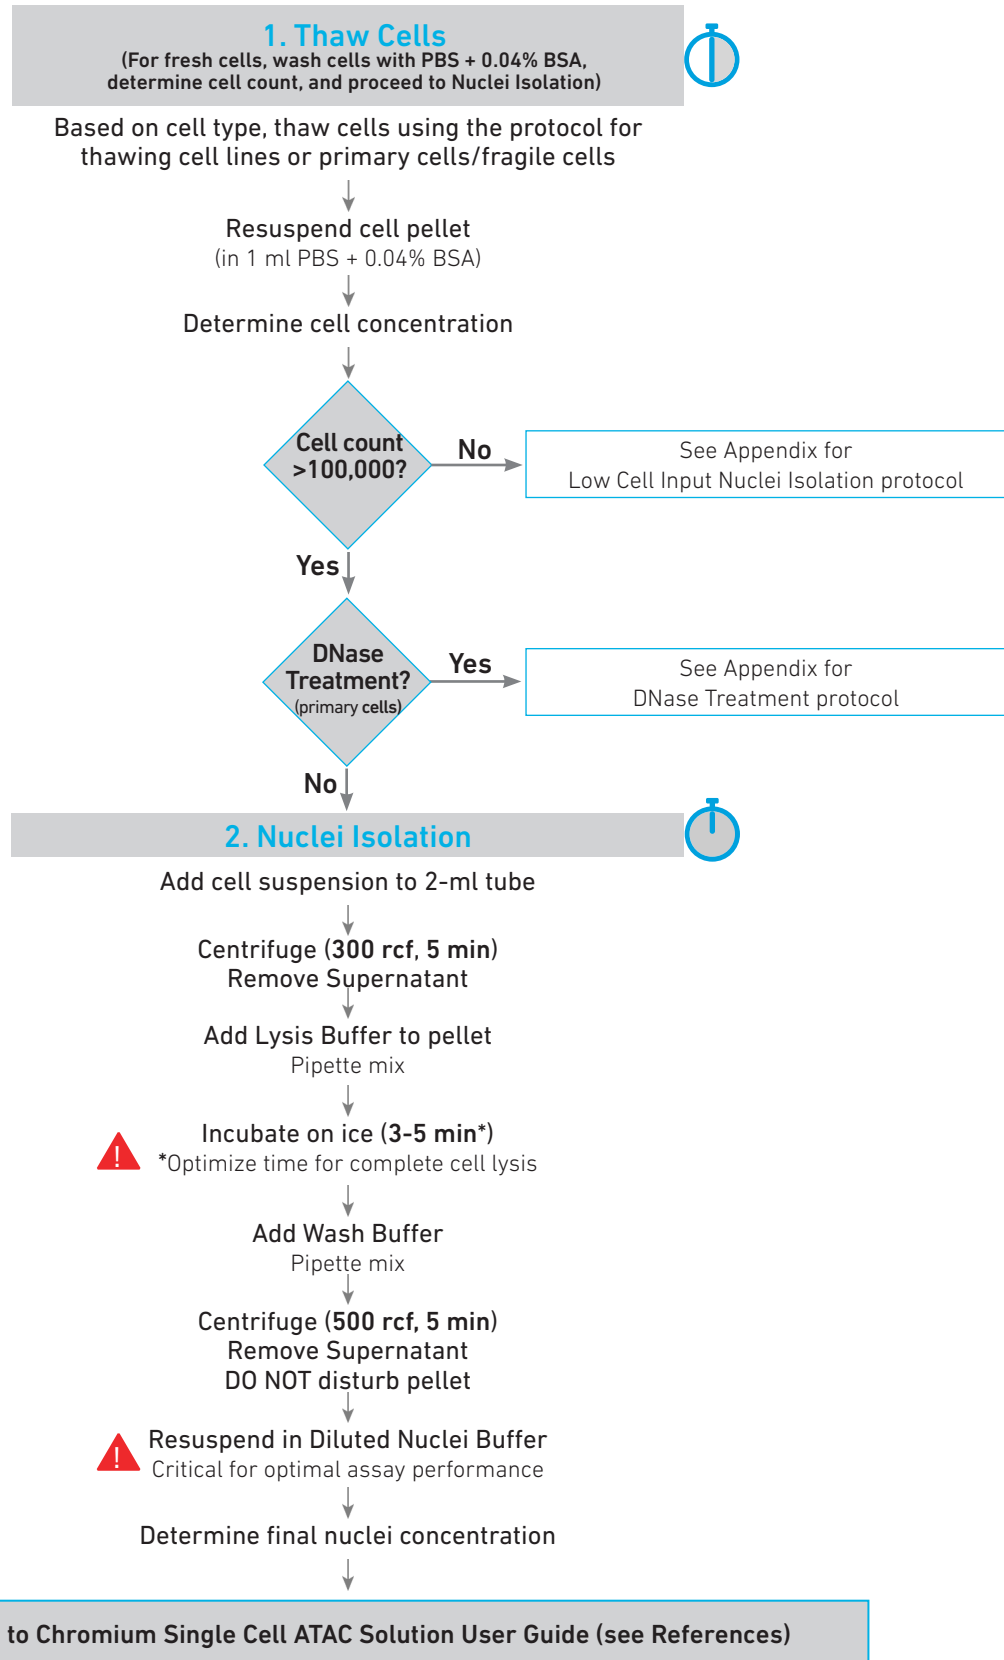 1. Thaw Cells
(For fresh cells, wash cells with PBS + 0.04% BSA,
determine cell count, and proceed to Nuclei Isolation)
Based on cell type, thaw cells using the protocol for
thawing cell lines or primary cells/fragile cells
Resuspend cell pellet
(in 1 ml PBS + 0.04% BSA)
Determine cell concentration
Cell count
>100,000?
No
See Appendix for
Low Cell Input Nuclei Isolation protocol
Yes
DNase
Treatment?
(primary cells)
Yes
See Appendix for
DNase Treatment protocol
No
2. Nuclei Isolation
Add cell suspension to 2-ml tube
Centrifuge (300 rcf, 5 min)
Remove Supernatant
Add Lysis Buffer to pellet
Pipette mix
!
Incubate on ice (3-5 min*)
*Optimize time for complete cell lysis
Add Wash Buffer
Pipette mix
Centrifuge (500 rcf, 5 min)
Remove Supernatant
DO NOT disturb pellet
!
Resuspend in Diluted Nuclei Buffer
Critical for optimal assay performance
Determine final nuclei concentration
to Chromium Single Cell ATAC Solution User Guide (see References)